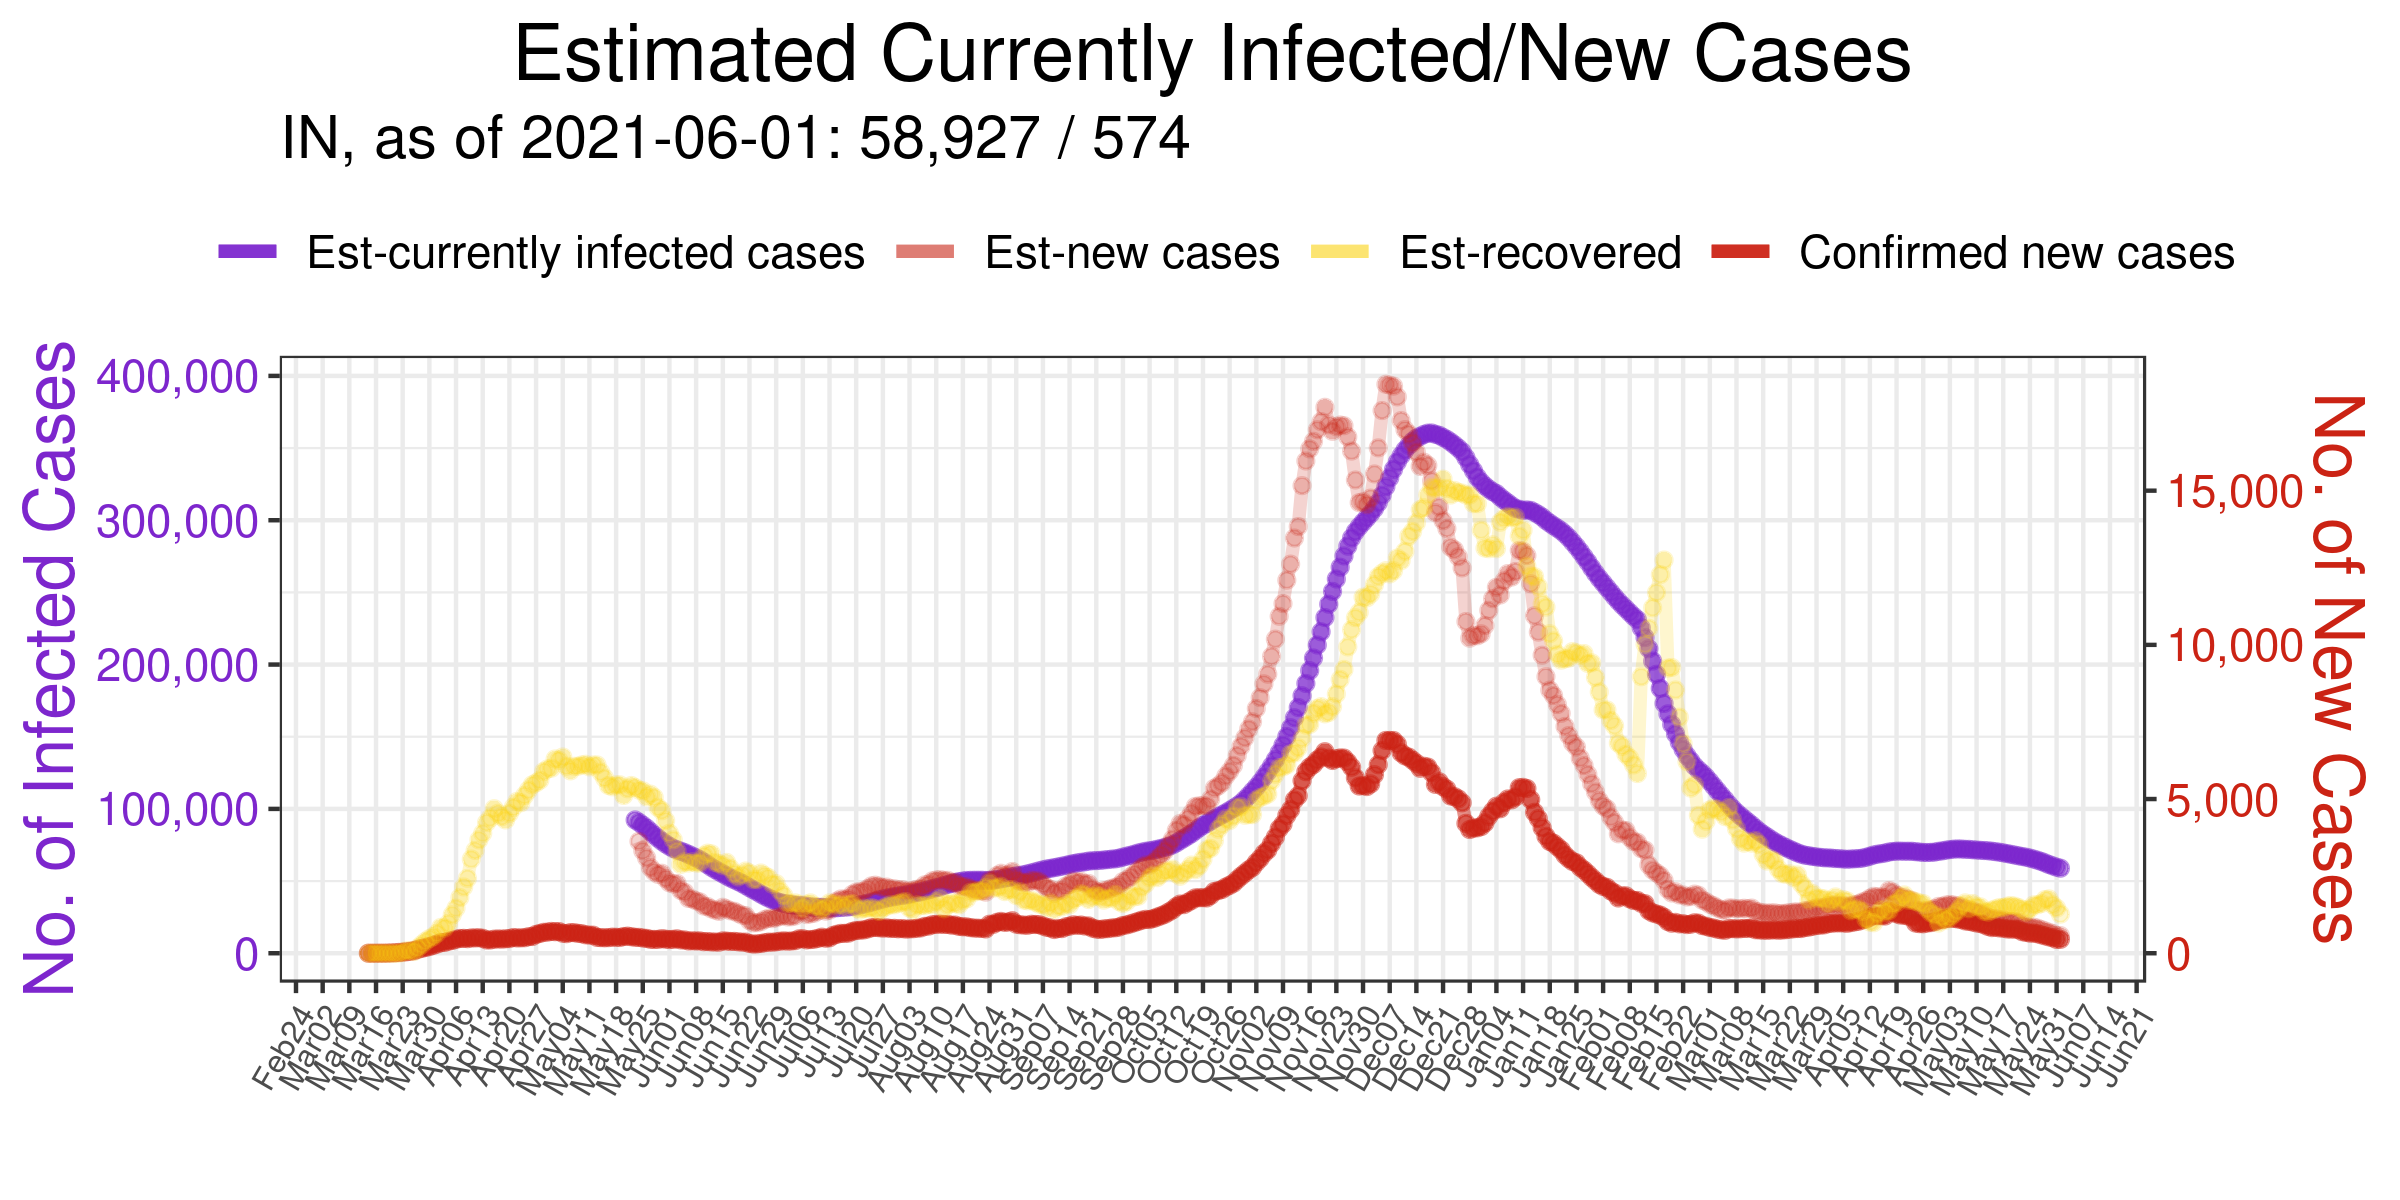 Estimated Currently Infected/New Cases
IN, as of 2021-06-01: 58,927 / 574
Est-currently infected cases Est-new cases Est-recovered Confirmed new cases
No. of Infected Cases
400,000
300,000
200,000
100,000
0
15,000
10,000
5,000
0
No. of New Cases
Feb24 Mar02 Mar09 Mar16 Mar23 Mar30 Apr06 Apr13 Apr20 Apr27 May04 May11 May18 May25 Jun01 Jun08 Jun15 Jun22 Jun29 Jul06 Jul13 Jul20 Jul27 Aug03 Aug10 Aug17 Aug24 Aug31 Sep07 Sep14 Sep21 Sep28 Oct05 Oct12 Oct19 Oct26 Nov02 Nov09 Nov16 Nov23 Nov30 Dec07 Dec14 Dec21 Dec28 Jan04 Jan11 Jan18 Jan25 Feb01 Feb08 Feb15 Feb22 Mar01 Mar08 Mar15 Mar22 Mar29 Apr05 Apr12 Apr19 Apr26 May03 May10 May17 May24 May31 Jun07 Jun14 Jun21